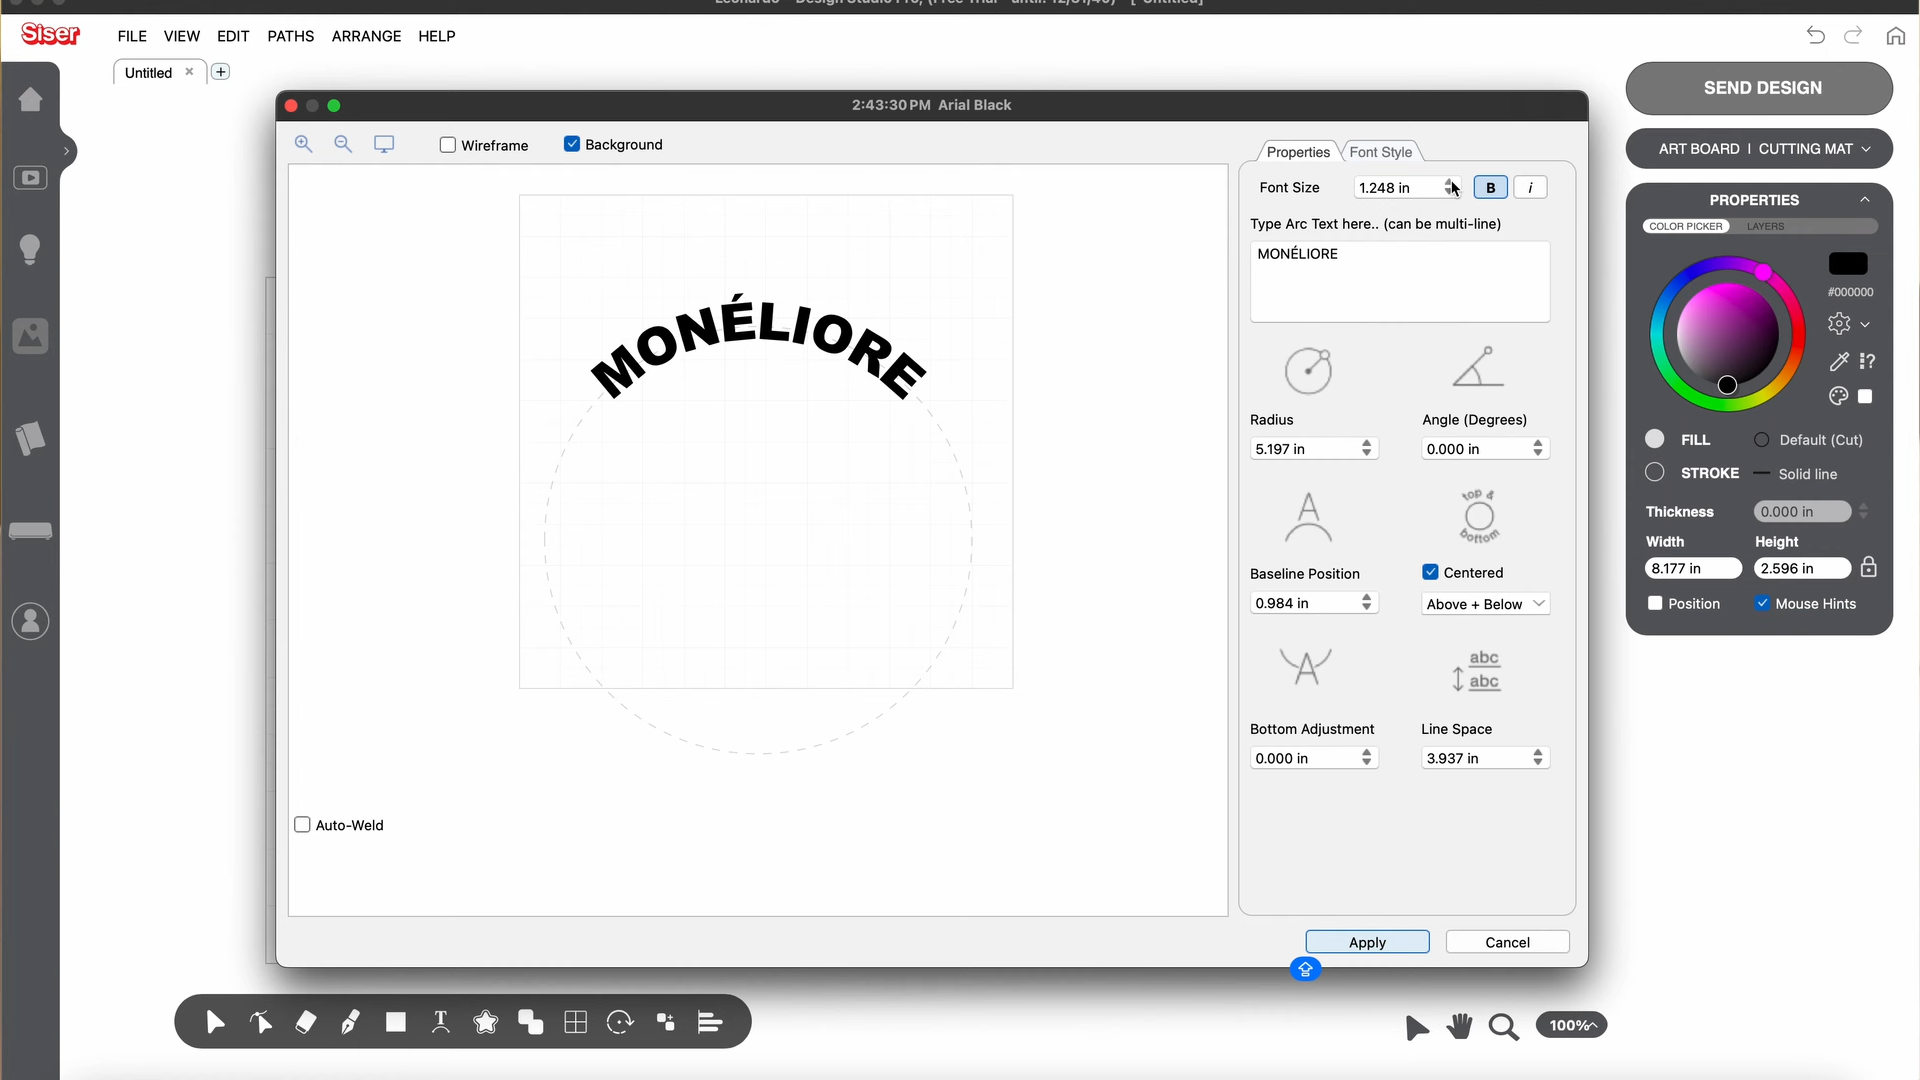 Siser
FILE VIEW EDIT PATHS ARRANGE HELP
Untitled
SEND DESIGN
ART BOARD | CUTTING MAT
2:43:30 PM Arial Black
Wireframe
Background
Properties
Font Style
Font Size
1.248 in
B
i
Type Arc Text here.. (can be multi-line)
MONÉLIORE
MONÉLIORE
Radius
Angle (Degrees)
5.197 in
0.000 in
top &
bottom
A
Baseline Position
Centered
0.984 in
Above + Below
A
abc
abc
Bottom Adjustment
Line Space
0.000 in
3.937 in
Auto-Weld
Apply
Cancel
PROPERTIES
COLOR PICKER
LAYERS
#000000
FILL
Default (Cut)
STROKE
Solid line
Thickness
0.000 in
Width
Height
8.177 in
2.596 in
Position
Mouse Hints
T
100%